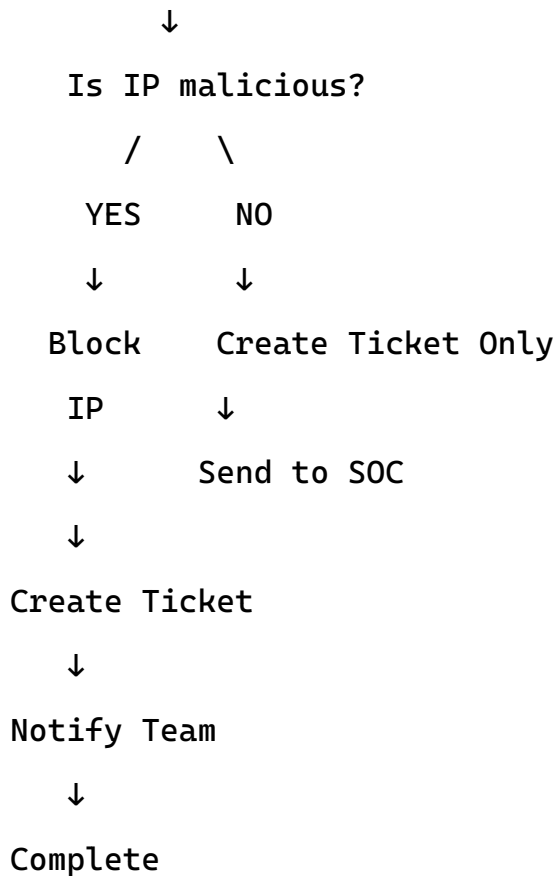 ↓
Is IP malicious?
/    \
YES     NO
↓       ↓
Block    Create Ticket Only
IP      ↓
↓      Send to SOC
↓
Create Ticket
↓
Notify Team
↓
Complete